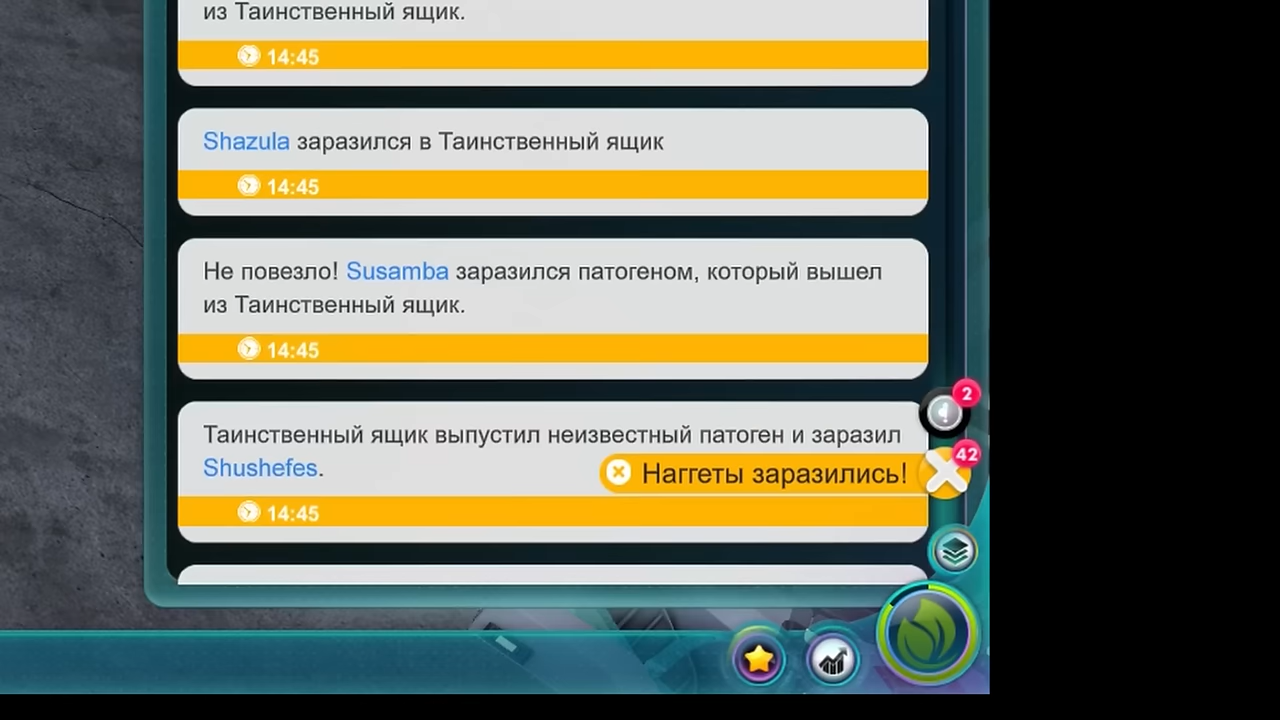 из Таинственный ящик.
14:45
Shazula заразился в Таинственный ящик
14:45
Не повезло! Susamba заразился патогеном, который вышел
из Таинственный ящик.
14:45
2
Таинственный ящик выпустил неизвестный патоген и заразил
Shushefes.
Наггеты заразились!
42
14:45